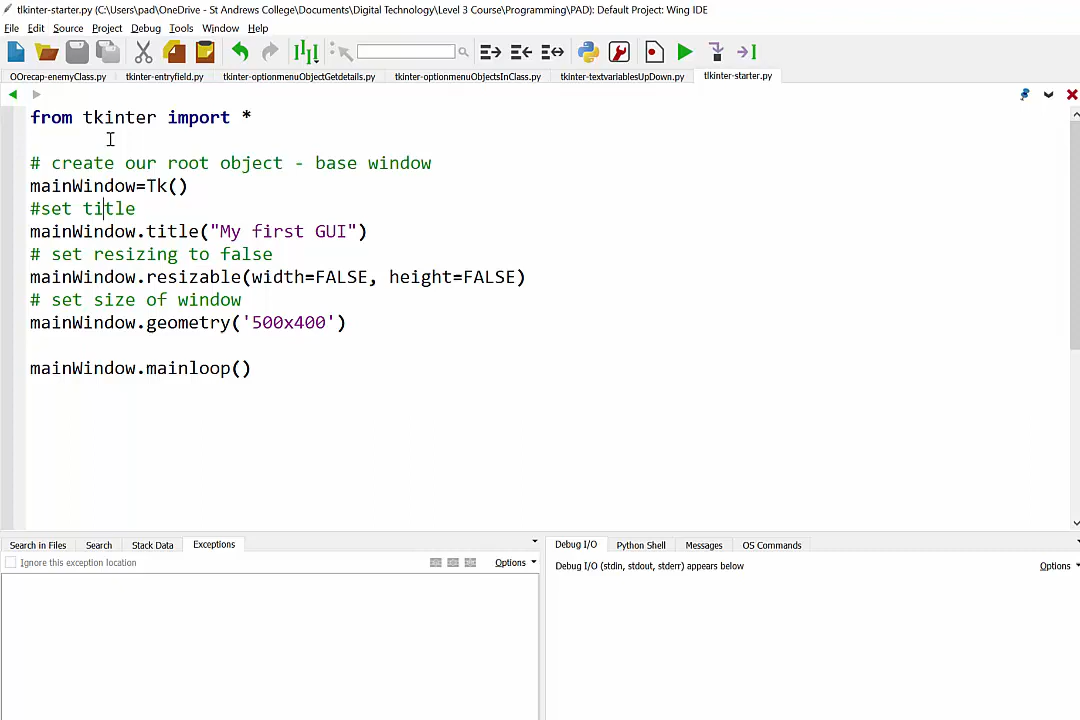 tlkinter-starter.py (C:\Users\pad\OneDrive - St Andrews College\Documents\Digital Technology\Level 3 Course\Programming\PAD): Default Project: Wing IDE
File Edit Source Project Debug Tools Window Help
OOrecap-enemyClass.py tkinter-entryfield.py tkinter-optionmenuObjectGetdetails.py tkinter-optionmenuObjectsInClass.py tkinter-textvariablesUpDown.py tlkinter-starter.py
from tkinter import *
# create our root object - base window
mainWindow=Tk()
#set title
mainWindow.title("My first GUI")
# set resizing to false
mainWindow.resizable(width=FALSE, height=FALSE)
# set size of window
mainWindow.geometry('500x400')
mainWindow.mainloop()
Search in Files Search Stack Data Exceptions
Ignore this exception location Options
Debug I/O Python Shell Messages OS Commands
Debug I/O (stdin, stdout, stderr) appears below Options